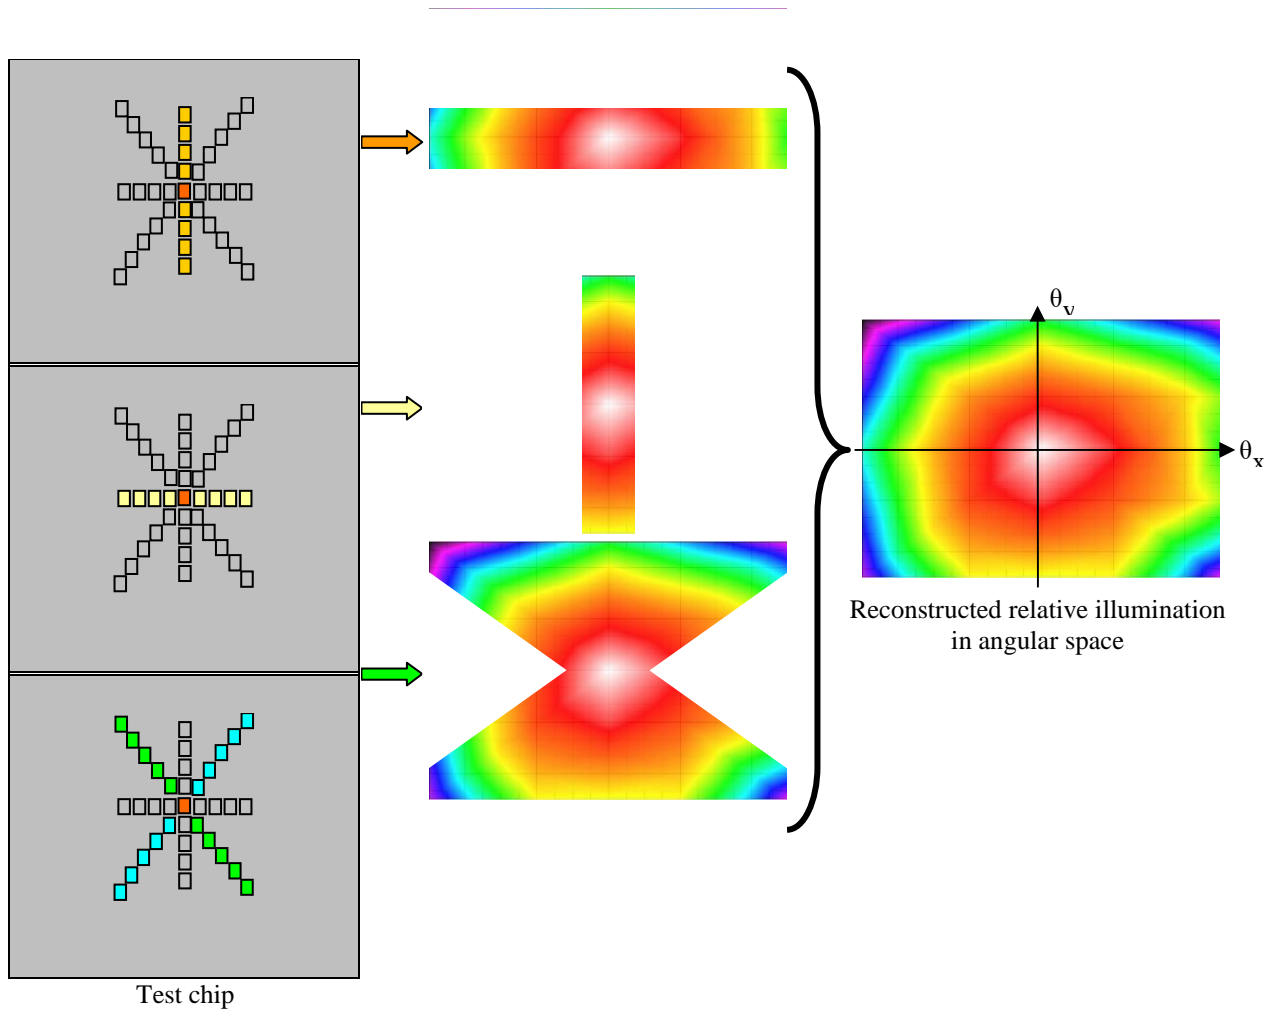 θy
θx
Reconstructed relative illumination
in angular space
Test chip